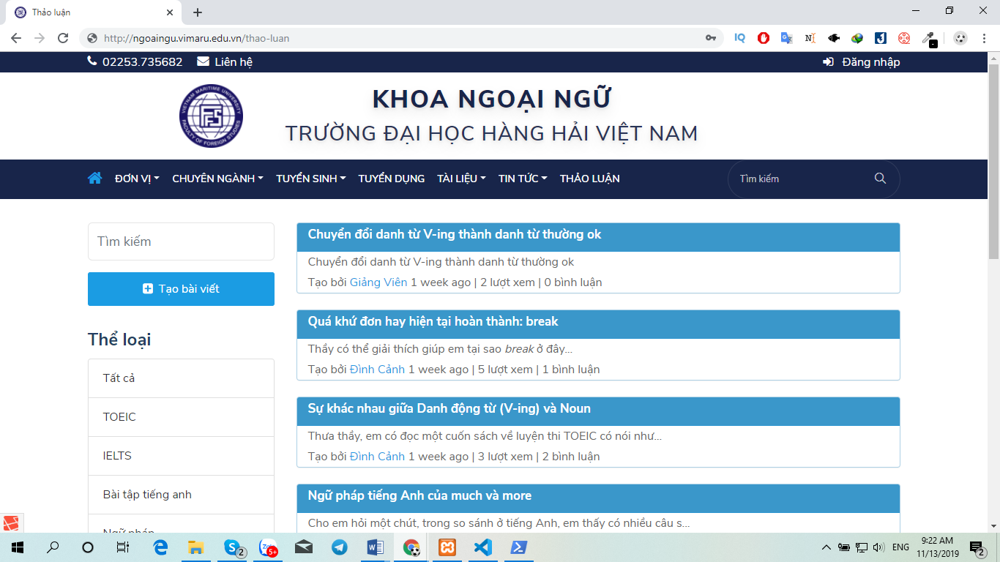 Thảo luận
http://ngoaingu.vimaru.edu.vn/thao-luan
02253.735682 Liên hệ Đăng nhập
VIETNAM MARITIME UNIVERSITY
FACULTY OF FOREIGN STUDIES
FFS
KHOA NGOẠI NGỮ
TRƯỜNG ĐẠI HỌC HÀNG HẢI VIỆT NAM
ĐƠN VỊ CHUYÊN NGÀNH TUYỂN SINH TUYỂN DỤNG TÀI LIỆU TIN TỨC THẢO LUẬN Tìm kiếm
Tìm kiếm
Tạo bài viết
Thể loại
Tất cả
TOEIC
IELTS
Bài tập tiếng anh
Ngữ pháp
Chuyển đổi danh từ V-ing thành danh từ thường ok
Chuyển đổi danh từ V-ing thành danh từ thường ok
Tạo bởi Giảng Viên 1 week ago | 2 lượt xem | 0 bình luận
Quá khứ đơn hay hiện tại hoàn thành: break
Thầy có thể giải thích giúp em tại sao break ở đây...
Tạo bởi Đình Cảnh 1 week ago | 5 lượt xem | 1 bình luận
Sự khác nhau giữa Danh động từ (V-ing) và Noun
Thưa thầy, em có đọc một cuốn sách về luyện thi TOEIC có nói như...
Tạo bởi Đình Cảnh 1 week ago | 3 lượt xem | 2 bình luận
Ngữ pháp tiếng Anh của much và more
Cho em hỏi một chút, trong so sánh ở tiếng Anh, em thấy có nhiều câu s...
2
5+
ENG
9:22 AM
11/13/2019
2